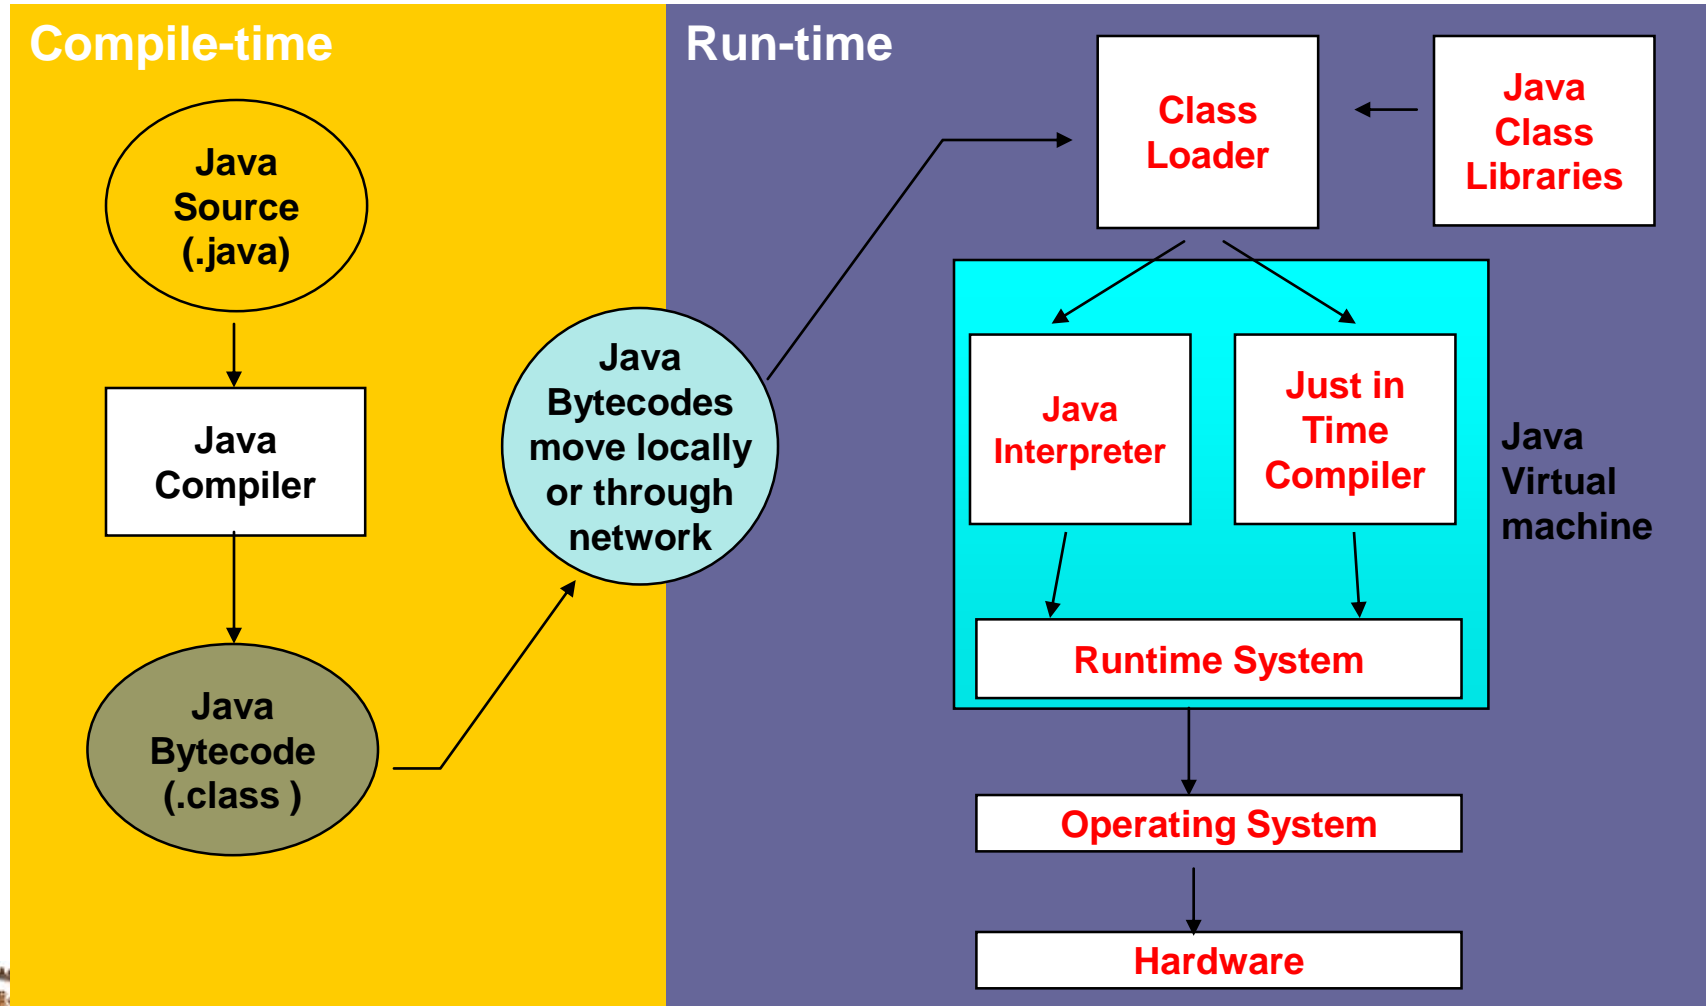 Compile-time
Run-time
Java
Source
(.java)
Java
Compiler
Java
Bytecode
(.class )
Java
Bytecodes
move locally
or through
network
Class
Loader
Java
Class
Libraries
Java
Interpreter
Just in
Time
Compiler
Java
Virtual
machine
Runtime System
Operating System
Hardware